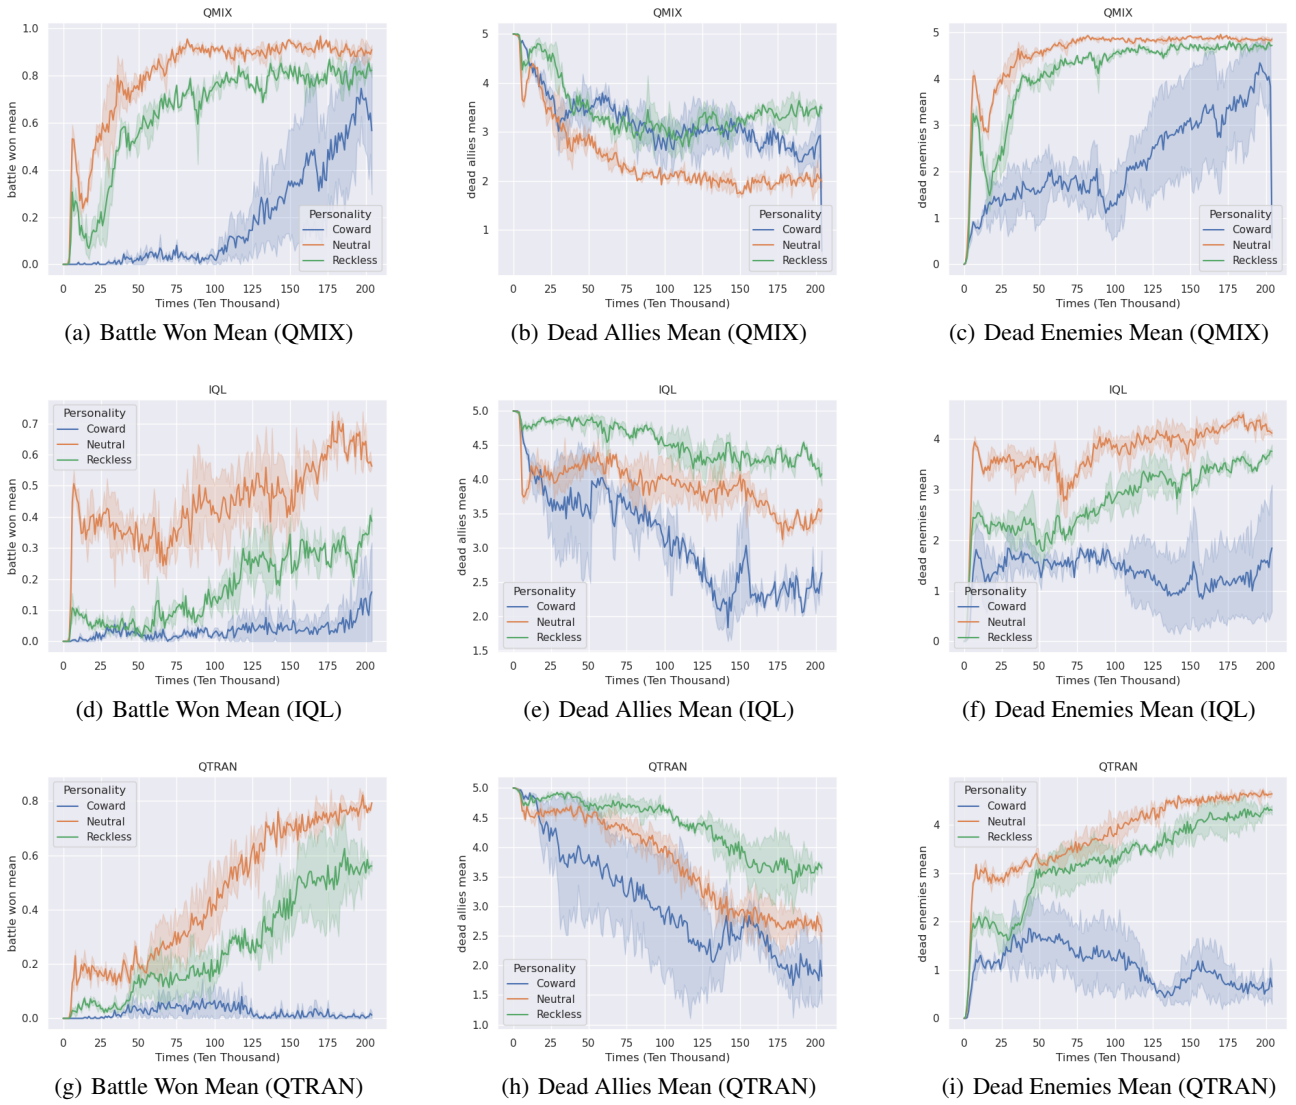 QMIX
battle won mean
1.0
0.8
0.6
0.4
0.2
0.0
Personality
Coward
Neutral
Reckless
0 25 50 75 100 125 150 175 200
Times (Ten Thousand)
(a) Battle Won Mean (QMIX)
QMIX
dead allies mean
5
4
3
2
1
Personality
Coward
Neutral
Reckless
0 25 50 75 100 125 150 175 200
Times (Ten Thousand)
(b) Dead Allies Mean (QMIX)
QMIX
dead enemies mean
5
4
3
2
1
0
Personality
Coward
Neutral
Reckless
0 25 50 75 100 125 150 175 200
Times (Ten Thousand)
(c) Dead Enemies Mean (QMIX)
IQL
battle won mean
0.7
0.6
0.5
0.4
0.3
0.2
0.1
0.0
Personality
Coward
Neutral
Reckless
0 25 50 75 100 125 150 175 200
Times (Ten Thousand)
(d) Battle Won Mean (IQL)
IQL
dead allies mean
5.0
4.5
4.0
3.5
3.0
2.5
2.0
1.5
Personality
Coward
Neutral
Reckless
0 25 50 75 100 125 150 175 200
Times (Ten Thousand)
(e) Dead Allies Mean (IQL)
IQL
dead enemies mean
4
3
2
1
0
Personality
Coward
Neutral
Reckless
0 25 50 75 100 125 150 175 200
Times (Ten Thousand)
(f) Dead Enemies Mean (IQL)
QTRAN
battle won mean
0.8
0.6
0.4
0.2
0.0
Personality
Coward
Neutral
Reckless
0 25 50 75 100 125 150 175 200
Times (Ten Thousand)
(g) Battle Won Mean (QTRAN)
QTRAN
dead allies mean
5.0
4.5
4.0
3.5
3.0
2.5
2.0
1.5
1.0
Personality
Coward
Neutral
Reckless
0 25 50 75 100 125 150 175 200
Times (Ten Thousand)
(h) Dead Allies Mean (QTRAN)
QTRAN
dead enemies mean
4
3
2
1
0
Personality
Coward
Neutral
Reckless
0 25 50 75 100 125 150 175 200
Times (Ten Thousand)
(i) Dead Enemies Mean (QTRAN)